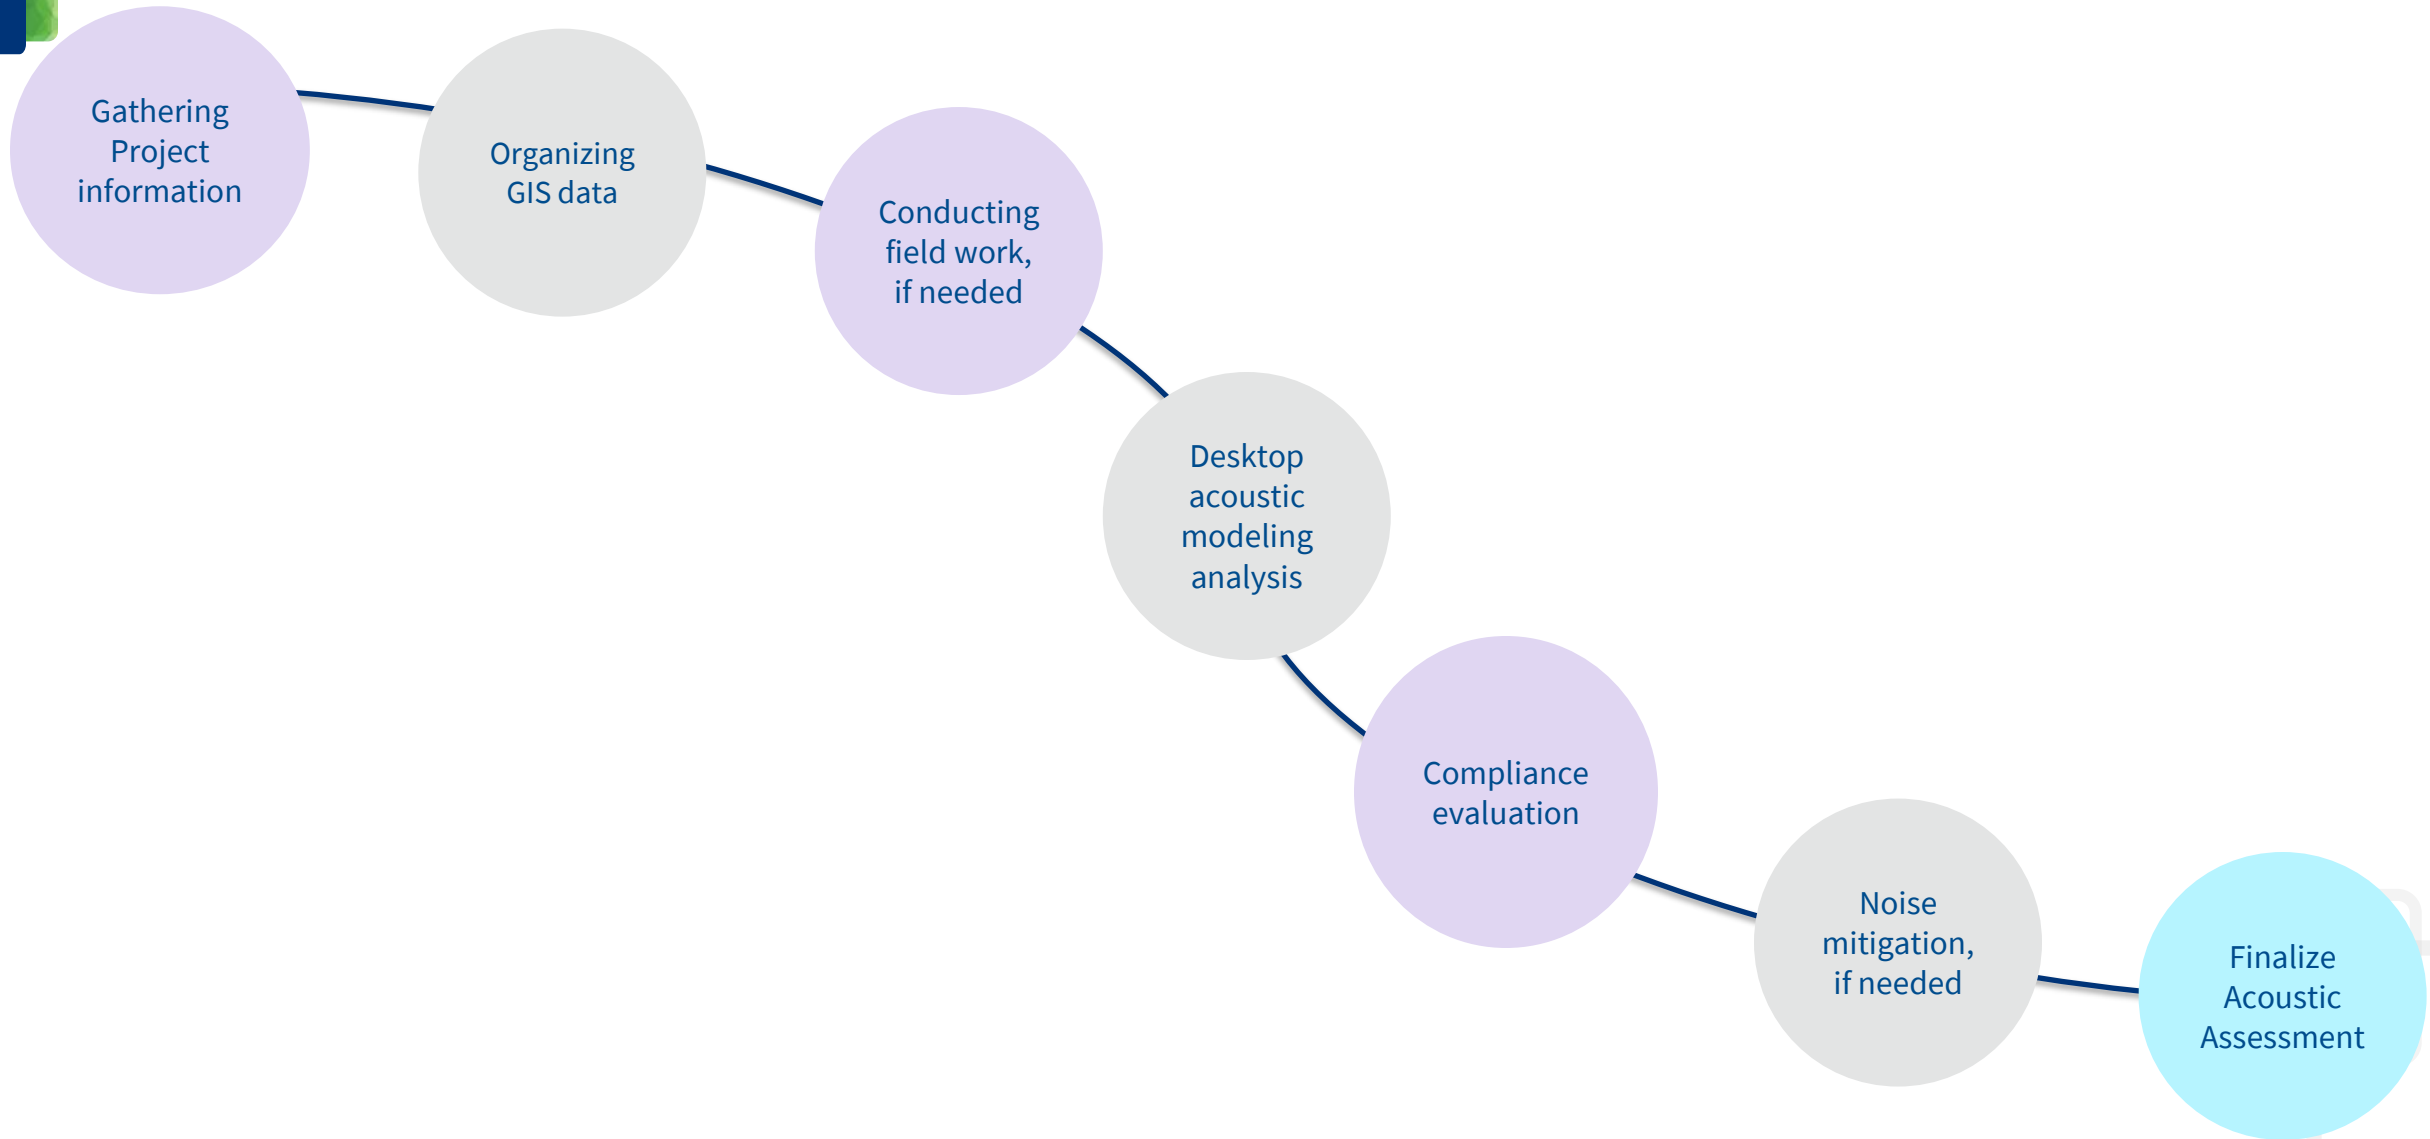 Gathering
Project
information
Organizing
GIS data
Conducting
field work,
if needed
Desktop
acoustic
modeling
analysis
Compliance
evaluation
Noise
mitigation,
if needed
Finalize
Acoustic
Assessment